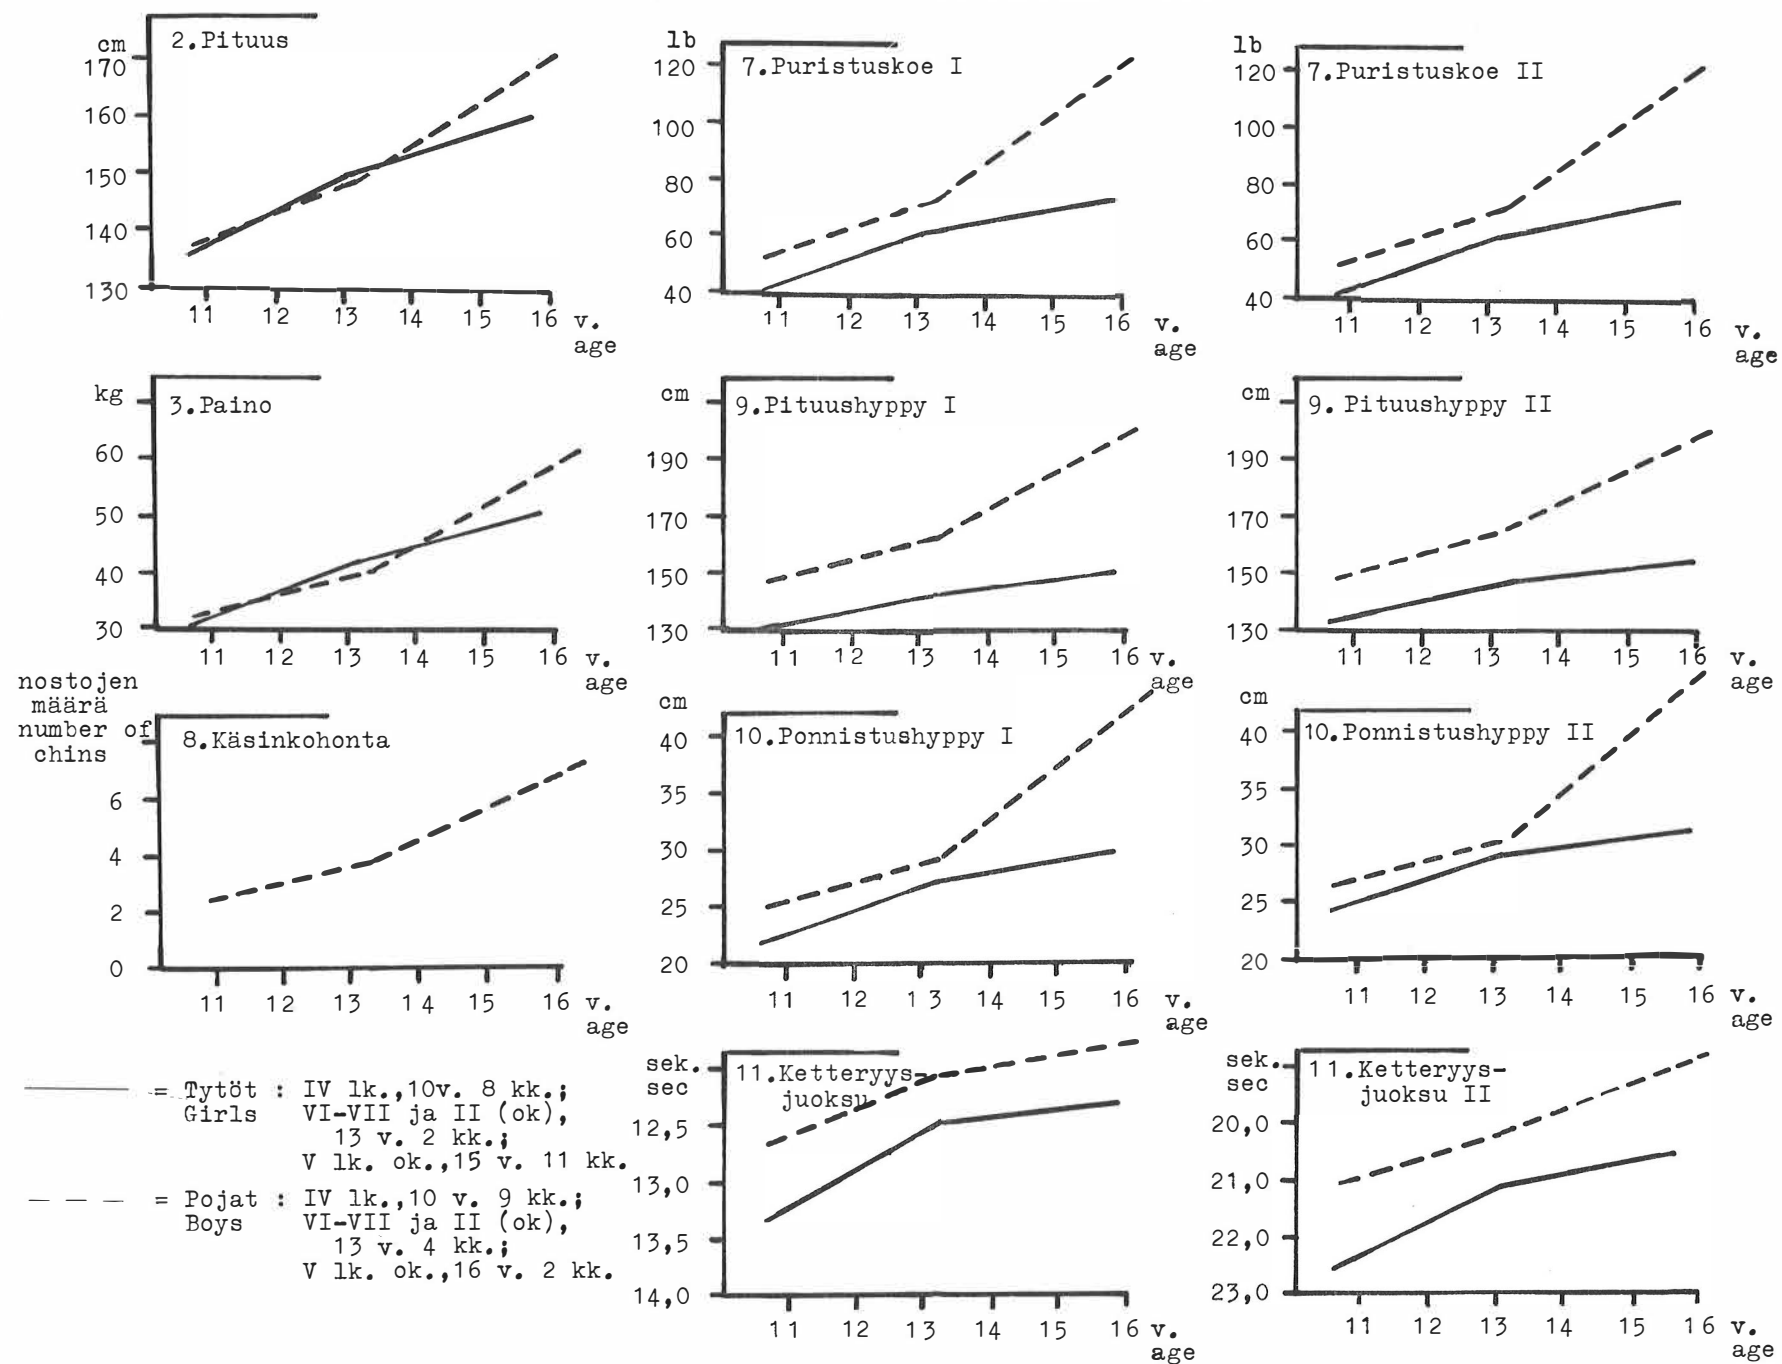 2.Pituus
cm
170
160
150
140
130
11 12 13 14 15 16 v.
age
7.Puristuskoe I
lb
120
100
80
60
40
11 12 13 14 15 16 v.
age
7.Puristuskoe II
lb
120
100
80
60
40
11 12 13 14 15 16 v.
age
3.Paino
kg
60
50
40
30
11 12 13 14 15 16 v.
age
9.Pituushyppy I
cm
190
170
150
130
11 12 13 14 15 16 v.
age
9. Pituushyppy II
cm
190
170
150
130
11 12 13 14 15 16 v.
age
nostojen
määrä
number of
chins
8.Käsinkohonta
6
4
2
0
11 12 13 14 15 16 v.
age
10.Ponnistushyppy I
cm
40
35
30
25
20
11 12 13 14 15 16 v.
age
10.Ponnistushyppy II
cm
40
35
30
25
20
11 12 13 14 15 16 v.
age
= Tytöt : IV lk.,10v. 8 kk.;
Girls VI-VII ja II (ok),
13 v. 2 kk.;
V lk. ok.,15 v. 11 kk.
= Pojat : IV lk.,10 v. 9 kk.;
Boys VI-VII ja II (ok),
13 v. 4 kk.;
V lk. ok.,16 v. 2 kk.
11.Ketteryys-
juoksu
sek.
sec
12,5
13,0
13,5
14,0
11 12 13 14 15 16 v.
age
11.Ketteryys-
juoksu II
sek.
sec
20,0
21,0
22,0
23,0
11 12 13 14 15 16 v.
age